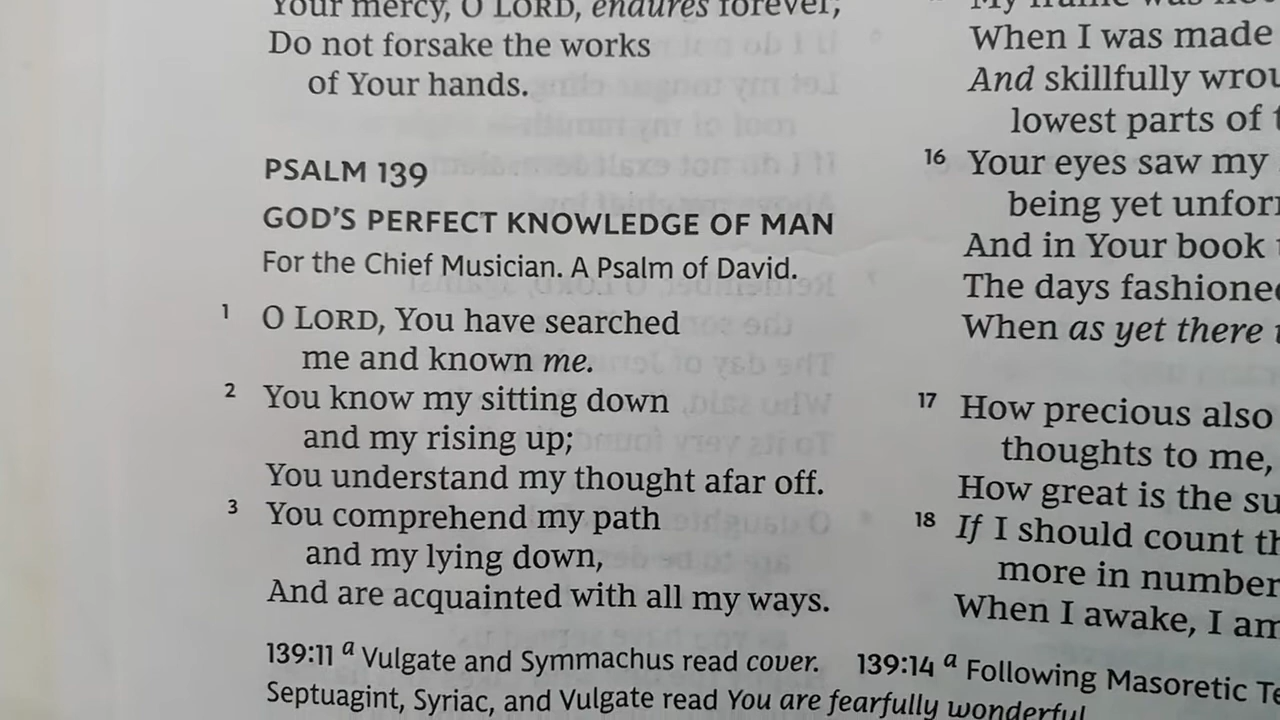 Your mercy, O LORD, endures forever;
Do not forsake the works
of Your hands.
PSALM 139
GOD'S PERFECT KNOWLEDGE OF MAN
For the Chief Musician. A Psalm of David.
1 O LORD, You have searched
me and known me.
2 You know my sitting down
and my rising up;
You understand my thought afar off.
3 You comprehend my path
and my lying down,
And are acquainted with all my ways.
My frame was
When I was made
And skillfully
lowest parts of
16 Your eyes saw my
being yet
And in Your book
The days
When as yet there
17 How precious also
thoughts to me,
How great is the
18 If I should count
more in number
When I awake, I am
139:11 a Vulgate and Symmachus read cover. 139:14 a Following Masoretic
Septuagint, Syriac, and Vulgate read You are fearfully wonderful